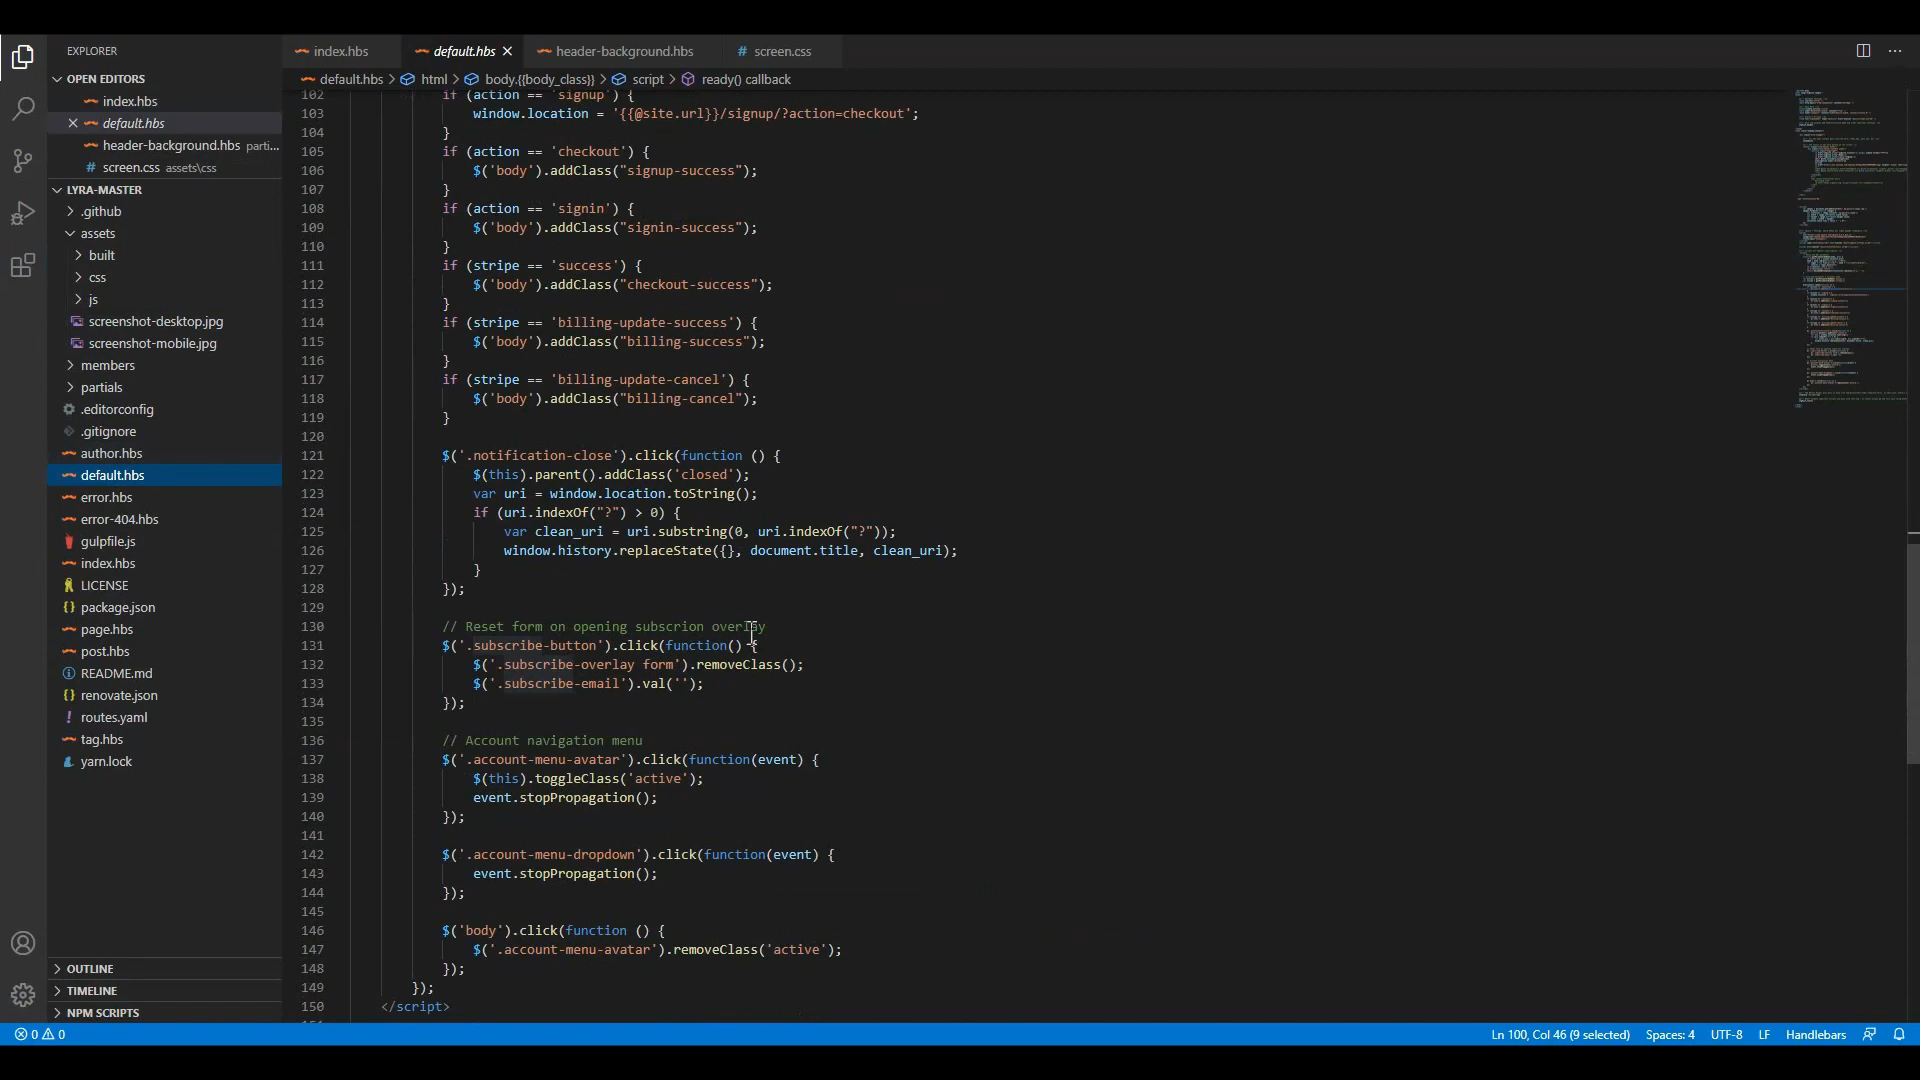 EXPLORER
OPEN EDITORS
index.hbs
default.hbs
header-background.hbs parti...
screen.css assets\css
LYRA-MASTER
.github
assets
built
css
js
screenshot-desktop.jpg
screenshot-mobile.jpg
members
partials
.editorconfig
.gitignore
author.hbs
default.hbs
error.hbs
error-404.hbs
gulpfile.js
index.hbs
LICENSE
package.json
page.hbs
post.hbs
README.md
renovate.json
routes.yaml
tag.hbs
yarn.lock
OUTLINE
TIMELINE
NPM SCRIPTS
index.hbs default.hbs header-background.hbs # screen.css
default.hbs > html > body.{{body_class}} > script > ready() callback
102 if (action == 'signup') {
103 window.location = '{{@site.url}}/signup/?action=checkout';
104 }
105 if (action == 'checkout') {
106 $('body').addClass("signup-success");
107 }
108 if (action == 'signin') {
109 $('body').addClass("signin-success");
110 }
111 if (stripe == 'success') {
112 $('body').addClass("checkout-success");
113 }
114 if (stripe == 'billing-update-success') {
115 $('body').addClass("billing-success");
116 }
117 if (stripe == 'billing-update-cancel') {
118 $('body').addClass("billing-cancel");
119 }
120
121 $('.notification-close').click(function () {
122 $(this).parent().addClass('closed');
123 var uri = window.location.toString();
124 if (uri.indexOf("?") > 0) {
125 var clean_uri = uri.substring(0, uri.indexOf("?"));
126 window.history.replaceState({}, document.title, clean_uri);
127 }
128 });
129
130 // Reset form on opening subscrion overlay
131 $('.subscribe-button').click(function() {
132 $('.subscribe-overlay form').removeClass();
133 $('.subscribe-email').val('');
134 });
135
136 // Account navigation menu
137 $('.account-menu-avatar').click(function(event) {
138 $(this).toggleClass('active');
139 event.stopPropagation();
140 });
141
142 $('.account-menu-dropdown').click(function(event) {
143 event.stopPropagation();
144 });
145
146 $('body').click(function () {
147 $('.account-menu-avatar').removeClass('active');
148 });
149 });
150 </script>
0 0 Ln 100, Col 46 (9 selected) Spaces: 4 UTF-8 LF Handlebars